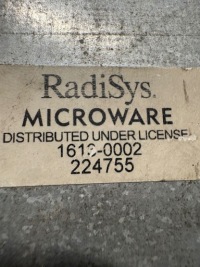 RadiSys.
MICROWARE
DISTRIBUTED UNDER LICENSE
224755